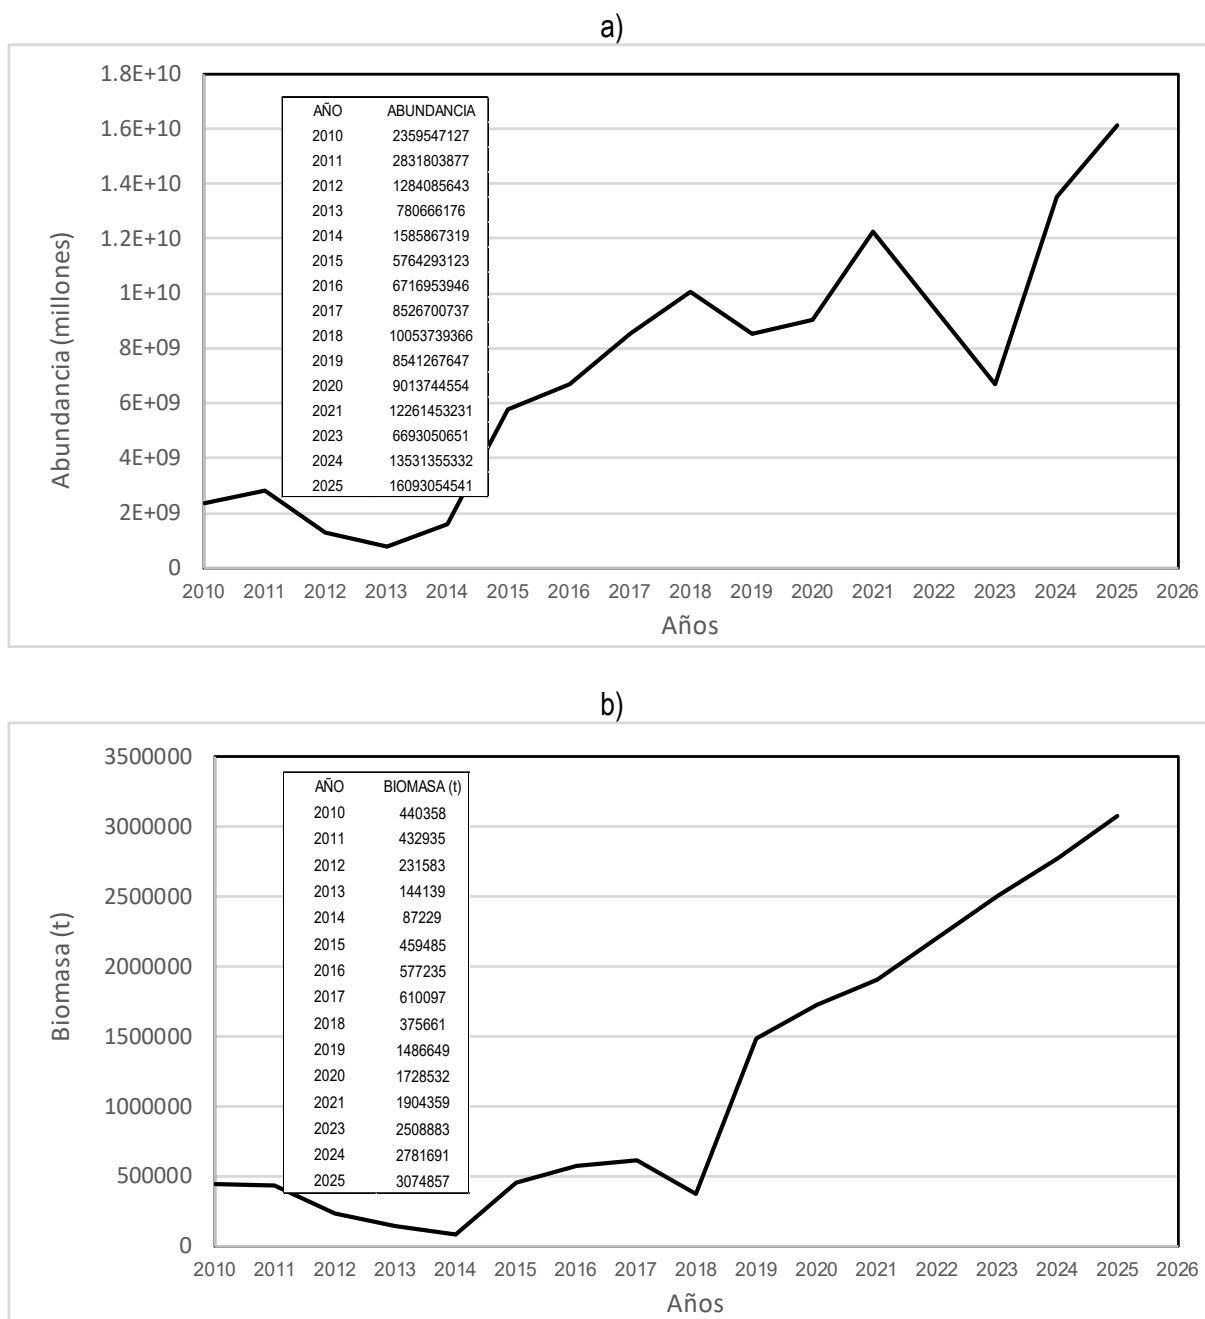 a)
1.8E+10
1.6E+10
1.4E+10
1.2E+10
1E+10
8E+09
6E+09
4E+09
2E+09
0
Abundancia (millones)
AÑO ABUNDANCIA
2010 2359547127
2011 2831803877
2012 1284085643
2013 780666176
2014 1585867319
2015 5764293123
2016 6716953946
2017 8526700737
2018 10053739366
2019 8541267647
2020 9013744554
2021 12261453231
2023 6693050651
2024 13531355332
2025 16093054541
2010 2011 2012 2013 2014 2015 2016 2017 2018 2019 2020 2021 2022 2023 2024 2025 2026
Años
b)
3500000
3000000
2500000
2000000
1500000
1000000
500000
0
Biomasa (t)
AÑO BIOMASA (t)
2010 440358
2011 432935
2012 231583
2013 144139
2014 87229
2015 459485
2016 577235
2017 610097
2018 375661
2019 1486649
2020 1728532
2021 1904359
2023 2508883
2024 2781691
2025 3074857
2010 2011 2012 2013 2014 2015 2016 2017 2018 2019 2020 2021 2022 2023 2024 2025 2026
Años